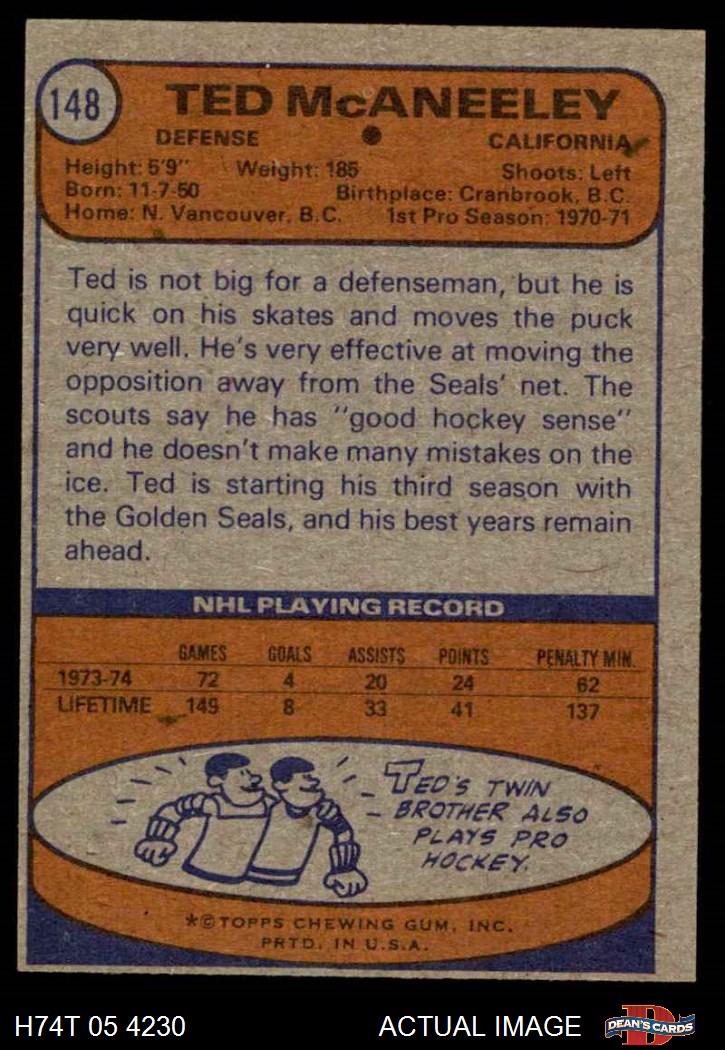 148
TED McANEELEY
DEFENSE ● CALIFORNIA
Height: 5'9" Weight: 185 Shoots: Left
Born: 11-7-50 Birthplace: Cranbrook, B.C.
Home: N. Vancouver, B.C. 1st Pro Season: 1970-71
Ted is not big for a defenseman, but he is
quick on his skates and moves the puck
very well. He's very effective at moving the
opposition away from the Seals' net. The
scouts say he has "good hockey sense"
and he doesn't make many mistakes on the
ice. Ted is starting his third season with
the Golden Seals, and his best years remain
ahead.
NHL PLAYING RECORD
GAMES GOALS ASSISTS POINTS PENALTY MIN.
1973-74 72 4 20 24 62
LIFETIME 149 8 33 41 137
TED'S TWIN
BROTHER ALSO
PLAYS PRO
HOCKEY.
*©TOPPS CHEWING GUM, INC.
PRTD. IN U.S.A.
H74T 05 4230 ACTUAL IMAGE D DEAN'S CARDS